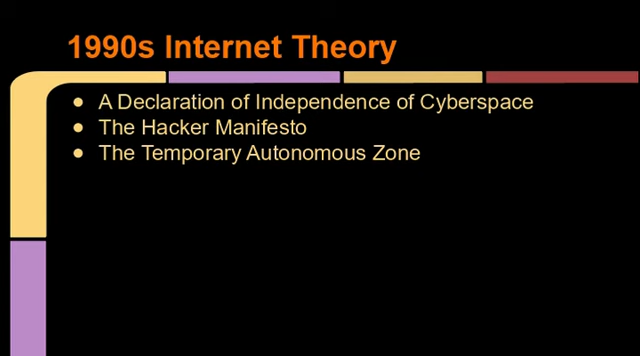 1990s Internet Theory
● A Declaration of Independence of Cyberspace
● The Hacker Manifesto
● The Temporary Autonomous Zone